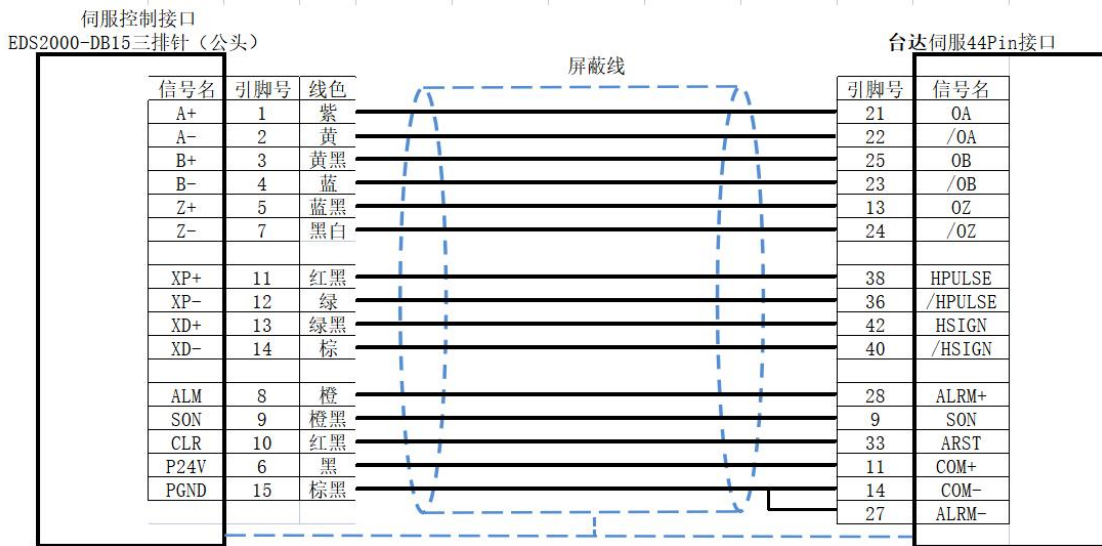 伺服控制接口
EDS2000-DB15三排针（公头）
台达伺服44Pin接口
屏蔽线
信号名 引脚号 线色 引脚号 信号名
A+ 1 紫 21 OA
A- 2 黄 22 /OA
B+ 3 黄黑 25 OB
B- 4 蓝 23 /OB
Z+ 5 蓝黑 13 OZ
Z- 7 黑白 24 /OZ
XP+ 11 红黑 38 HPULSE
XP- 12 绿 36 /HPULSE
XD+ 13 绿黑 42 HSIGN
XD- 14 棕 40 /HSIGN
ALM 8 橙 28 ALRM+
SON 9 橙黑 9 SON
CLR 10 红黑 33 ARST
P24V 6 黑 11 COM+
PGND 15 棕黑 14 COM-
27 ALRM-